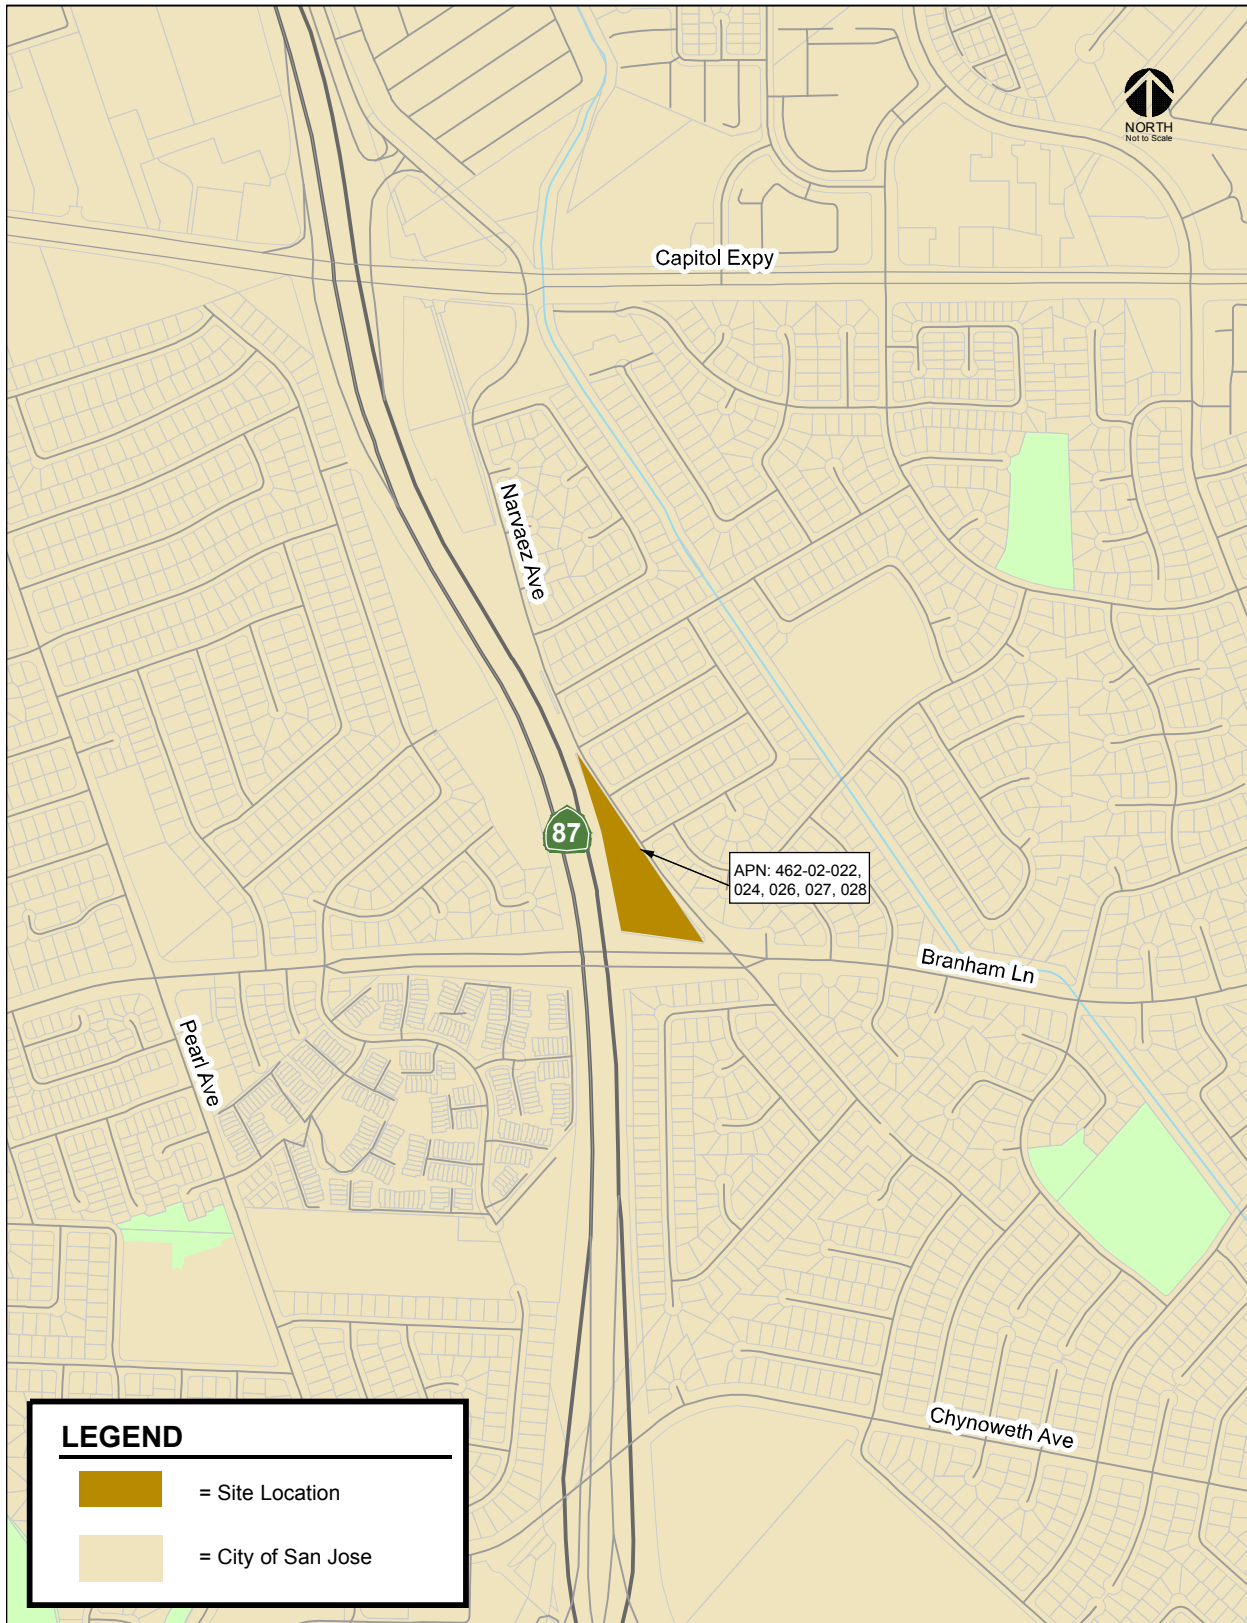 NORTH
Not to Scale
Capitol Expy
Narvaez Ave
87
APN: 462-02-022,
024, 026, 027, 028
Branham Ln
Pearl Ave
Chynoweth Ave
LEGEND
= Site Location
= City of San Jose